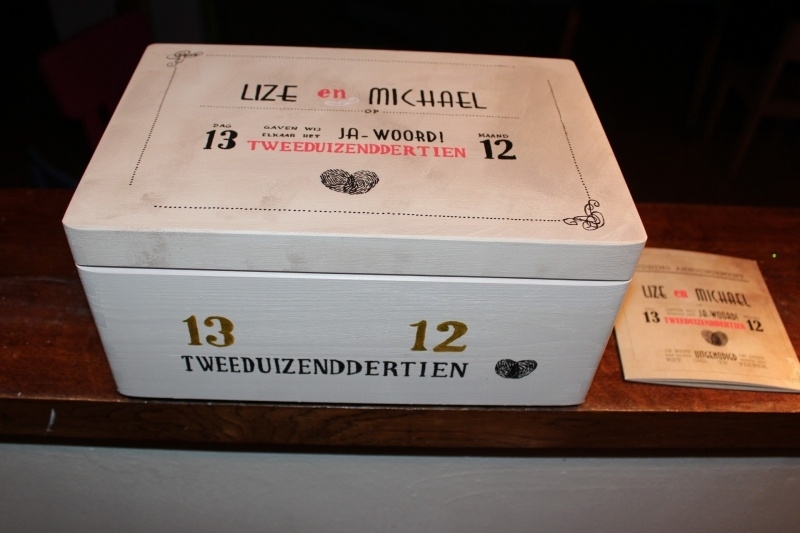 LIZE en MICHAEL
OP
DAG
13
GAVEN WIJ
ELKAAR HET
JA-WOORD!
TWEEDUIZENDDERTIEN
MAAND
12
13 12
TWEEDUIZENDDERTIEN
LIZE en MICHAEL
13
JA-WOORD!
TWEEDUIZENDDERTIEN
12
UITGENODIGD